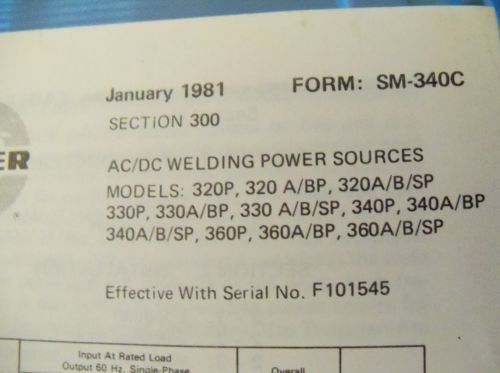 January 1981 FORM: SM-340C
SECTION 300
ER
AC/DC WELDING POWER SOURCES
MODELS: 320P, 320 A/BP, 320A/B/SP
330P, 330A/BP, 330 A/B/SP, 340P, 340A/BP
340A/B/SP, 360P, 360A/BP, 360A/B/SP
Effective With Serial No. F101545
Input At Rated Load
Output 60 Hz. Single-Phase
Overall